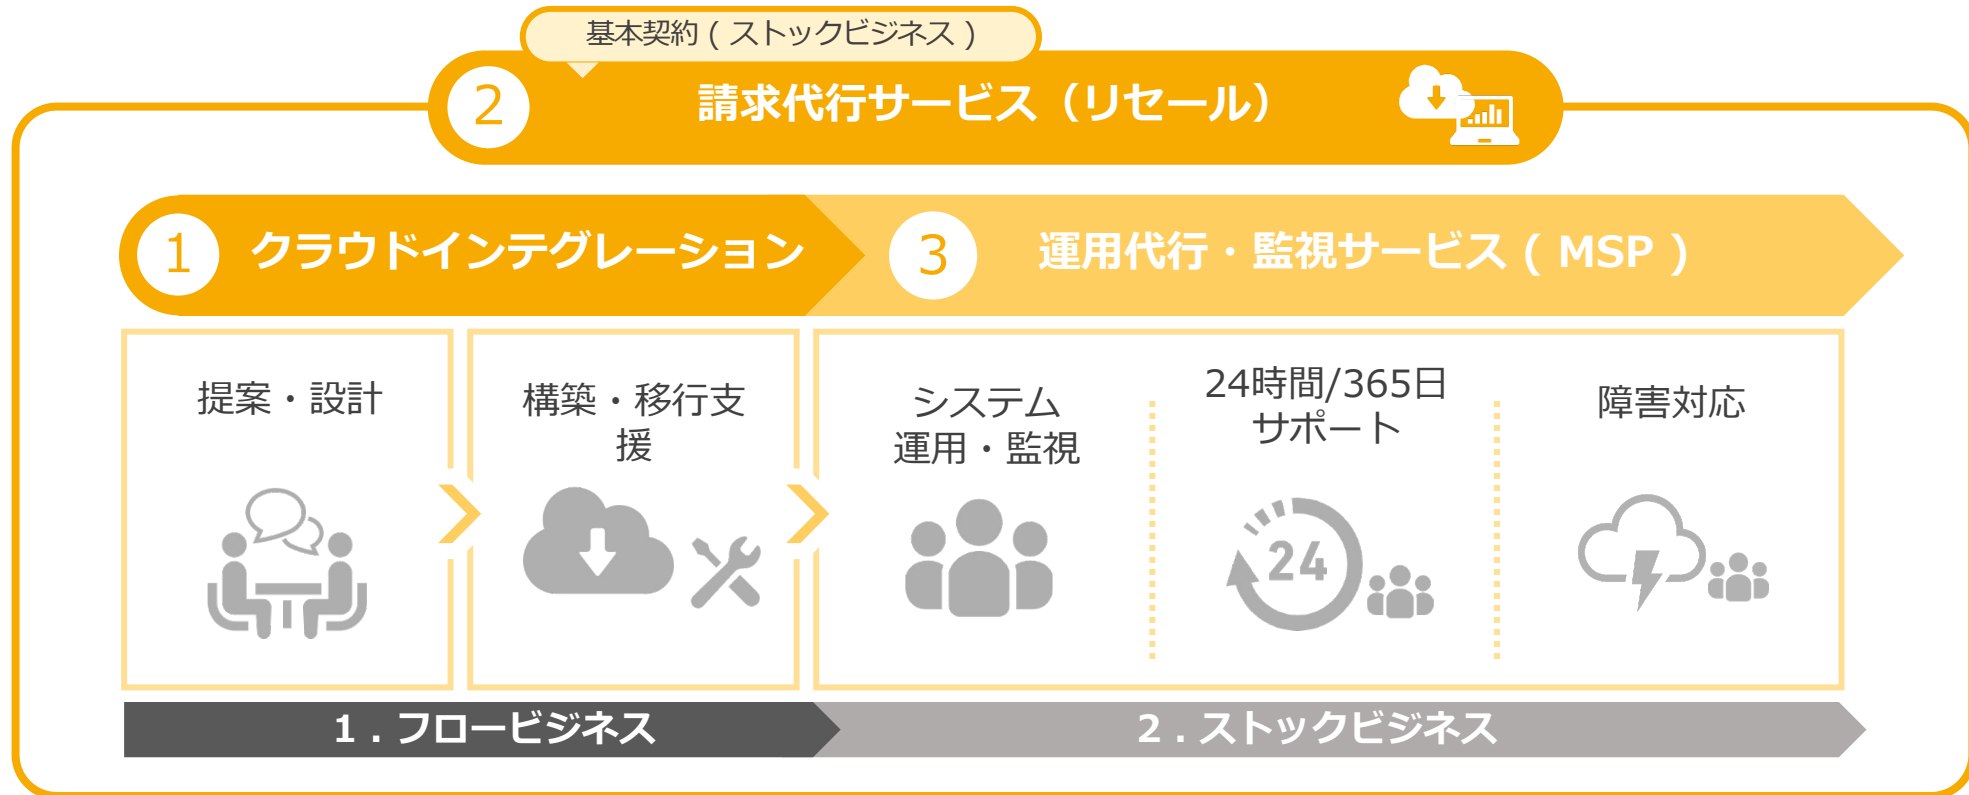 基本契約 ( ストックビジネス )
2
請求代行サービス（リセール）
1
クラウドインテグレーション
3
運用代行・監視サービス ( MSP )
提案・設計
構築・移行支
援
システム
運用・監視
24時間/365日
サポート
障害対応
24
1．フロービジネス
2．ストックビジネス